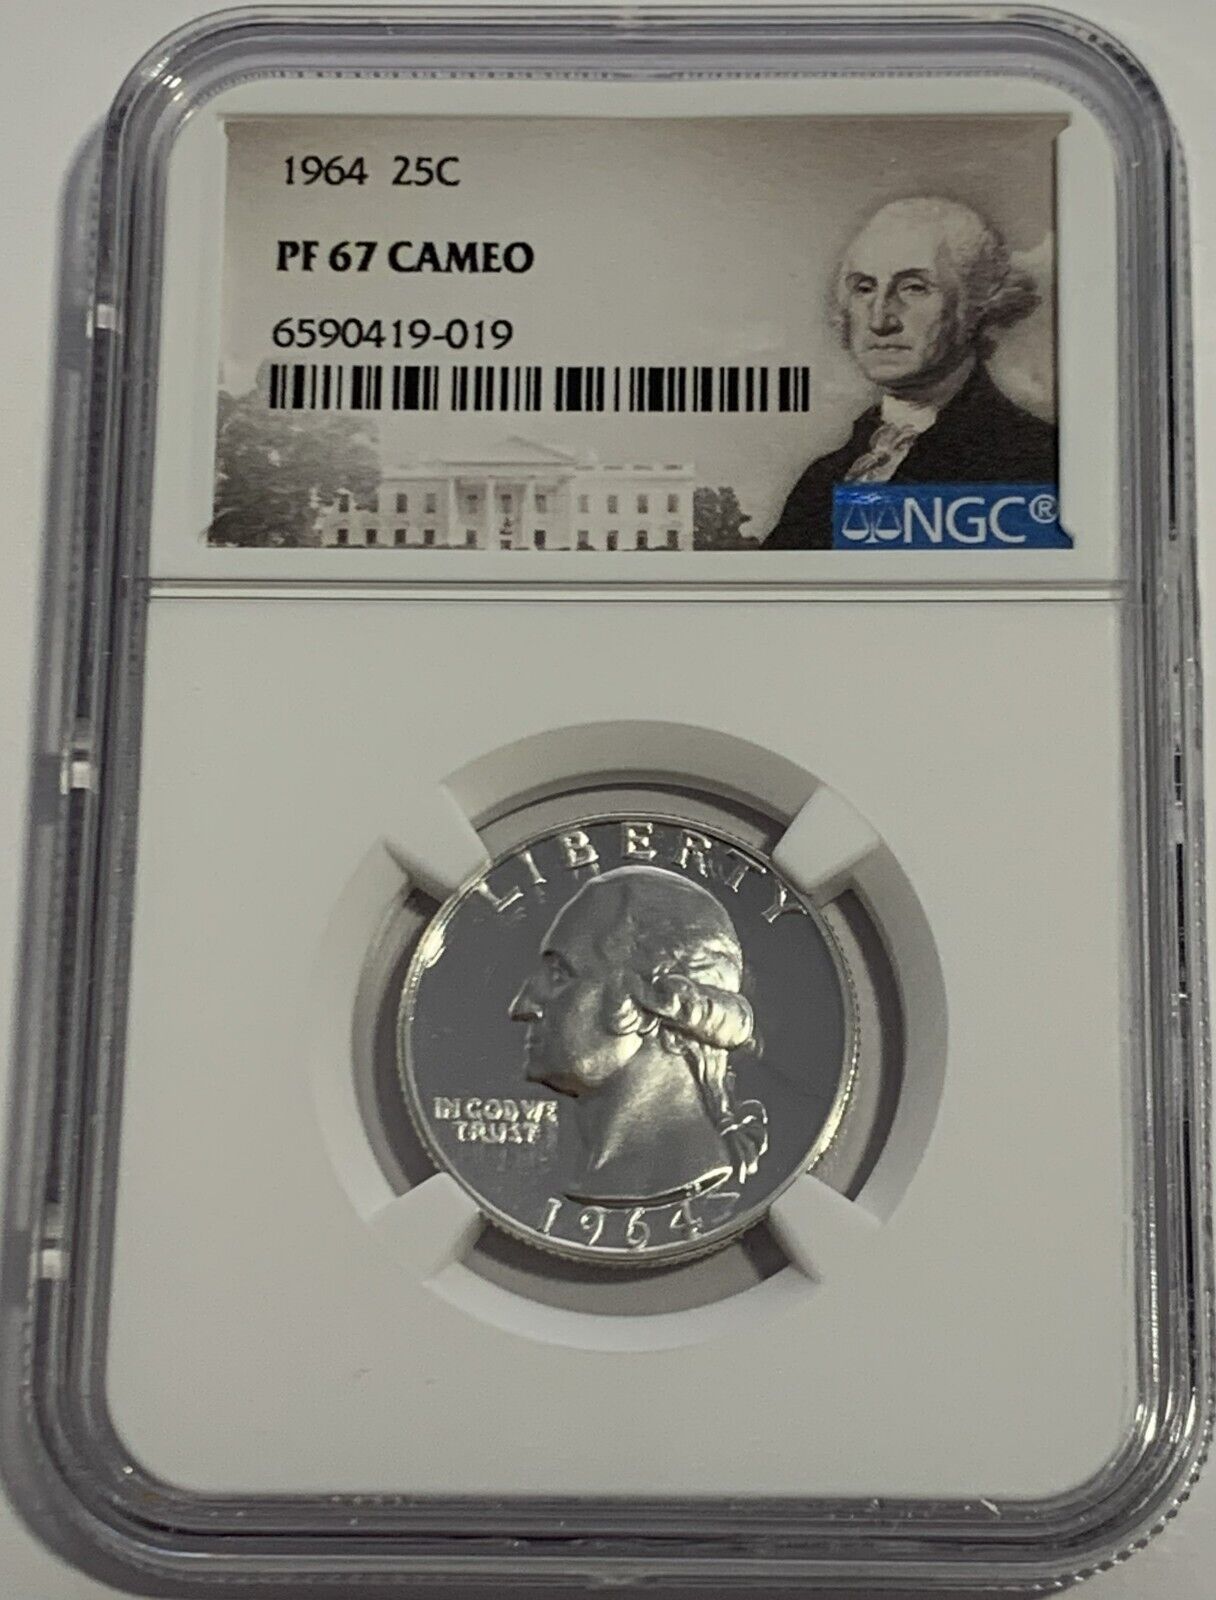 1964 25C
PF 67 CAMEO
6590419-019
NGC®
LIBERTY
IN GOD WE
TRUST
1964